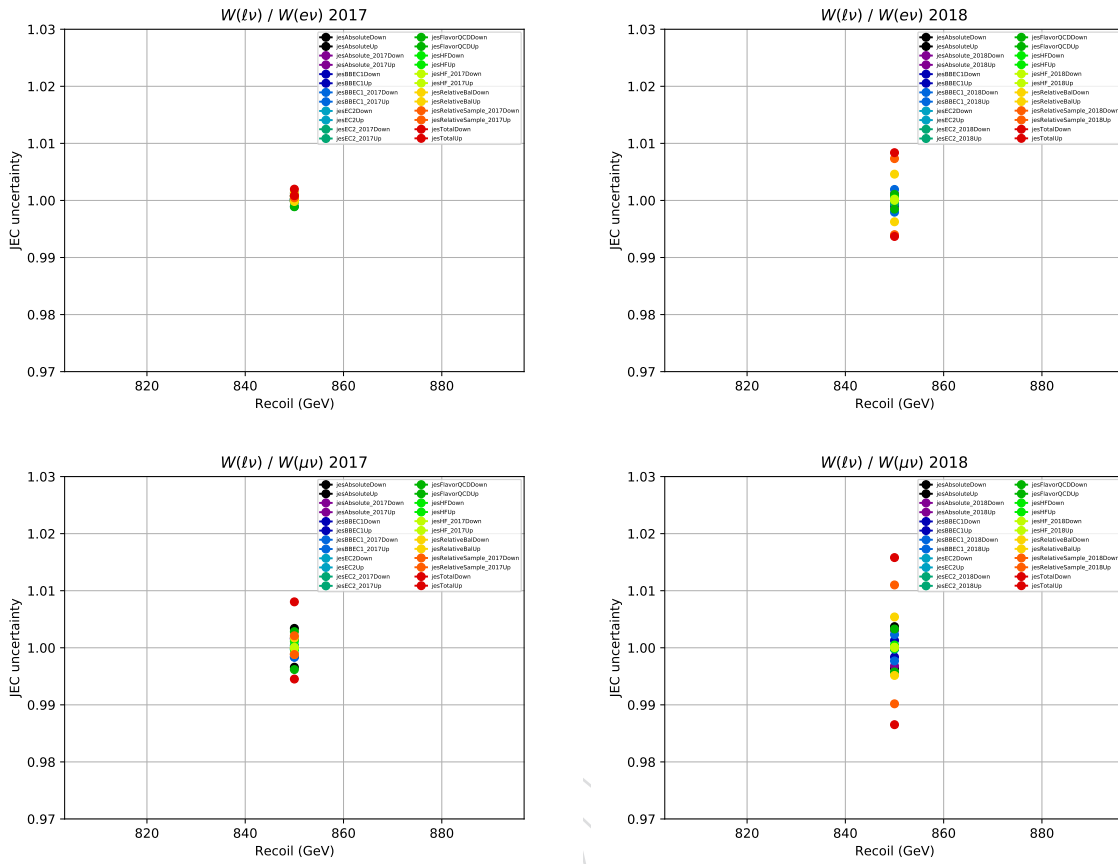 W(ℓν) / W(eν) 2017
JEC uncertainty
1.03
1.02
1.01
1.00
0.99
0.98
0.97
jesAbsoluteDown
jesAbsoluteUp
jesAbsolute_2017Down
jesAbsolute_2017Up
jesBBEC1Down
jesBBEC1Up
jesBBEC1_2017Down
jesBBEC1_2017Up
jesEC2Down
jesEC2Up
jesEC2_2017Down
jesEC2_2017Up
jesFlavorQCDDown
jesFlavorQCDUp
jesHFDown
jesHFUp
jesHF_2017Down
jesHF_2017Up
jesRelativeBalDown
jesRelativeBalUp
jesRelativeSample_2017Down
jesRelativeSample_2017Up
jesTotalDown
jesTotalUp
820 840 860 880
Recoil (GeV)
W(ℓν) / W(eν) 2018
JEC uncertainty
1.03
1.02
1.01
1.00
0.99
0.98
0.97
jesAbsoluteDown
jesAbsoluteUp
jesAbsolute_2018Down
jesAbsolute_2018Up
jesBBEC1Down
jesBBEC1Up
jesBBEC1_2018Down
jesBBEC1_2018Up
jesEC2Down
jesEC2Up
jesEC2_2018Down
jesEC2_2018Up
jesFlavorQCDDown
jesFlavorQCDUp
jesHFDown
jesHFUp
jesHF_2018Down
jesHF_2018Up
jesRelativeBalDown
jesRelativeBalUp
jesRelativeSample_2018Down
jesRelativeSample_2018Up
jesTotalDown
jesTotalUp
820 840 860 880
Recoil (GeV)
W(ℓν) / W(μν) 2017
JEC uncertainty
1.03
1.02
1.01
1.00
0.99
0.98
0.97
jesAbsoluteDown
jesAbsoluteUp
jesAbsolute_2017Down
jesAbsolute_2017Up
jesBBEC1Down
jesBBEC1Up
jesBBEC1_2017Down
jesBBEC1_2017Up
jesEC2Down
jesEC2Up
jesEC2_2017Down
jesEC2_2017Up
jesFlavorQCDDown
jesFlavorQCDUp
jesHFDown
jesHFUp
jesHF_2017Down
jesHF_2017Up
jesRelativeBalDown
jesRelativeBalUp
jesRelativeSample_2017Down
jesRelativeSample_2017Up
jesTotalDown
jesTotalUp
820 840 860 880
Recoil (GeV)
W(ℓν) / W(μν) 2018
JEC uncertainty
1.03
1.02
1.01
1.00
0.99
0.98
0.97
jesAbsoluteDown
jesAbsoluteUp
jesAbsolute_2018Down
jesAbsolute_2018Up
jesBBEC1Down
jesBBEC1Up
jesBBEC1_2018Down
jesBBEC1_2018Up
jesEC2Down
jesEC2Up
jesEC2_2018Down
jesEC2_2018Up
jesFlavorQCDDown
jesFlavorQCDUp
jesHFDown
jesHFUp
jesHF_2018Down
jesHF_2018Up
jesRelativeBalDown
jesRelativeBalUp
jesRelativeSample_2018Down
jesRelativeSample_2018Up
jesTotalDown
jesTotalUp
820 840 860 880
Recoil (GeV)